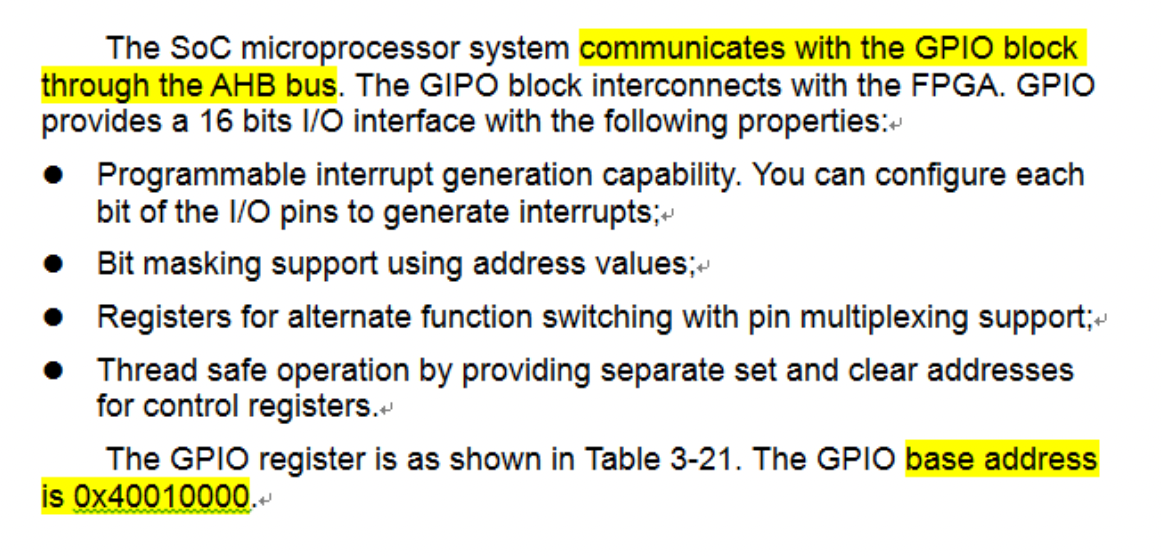 The SoC microprocessor system communicates with the GPIO block
through the AHB bus. The GIPO block interconnects with the FPGA. GPIO
provides a 16 bits I/O interface with the following properties:↵
● Programmable interrupt generation capability. You can configure each
bit of the I/O pins to generate interrupts;↵
● Bit masking support using address values;↵
● Registers for alternate function switching with pin multiplexing support;↵
● Thread safe operation by providing separate set and clear addresses
for control registers.↵
The GPIO register is as shown in Table 3-21. The GPIO base address
is 0x40010000.↵